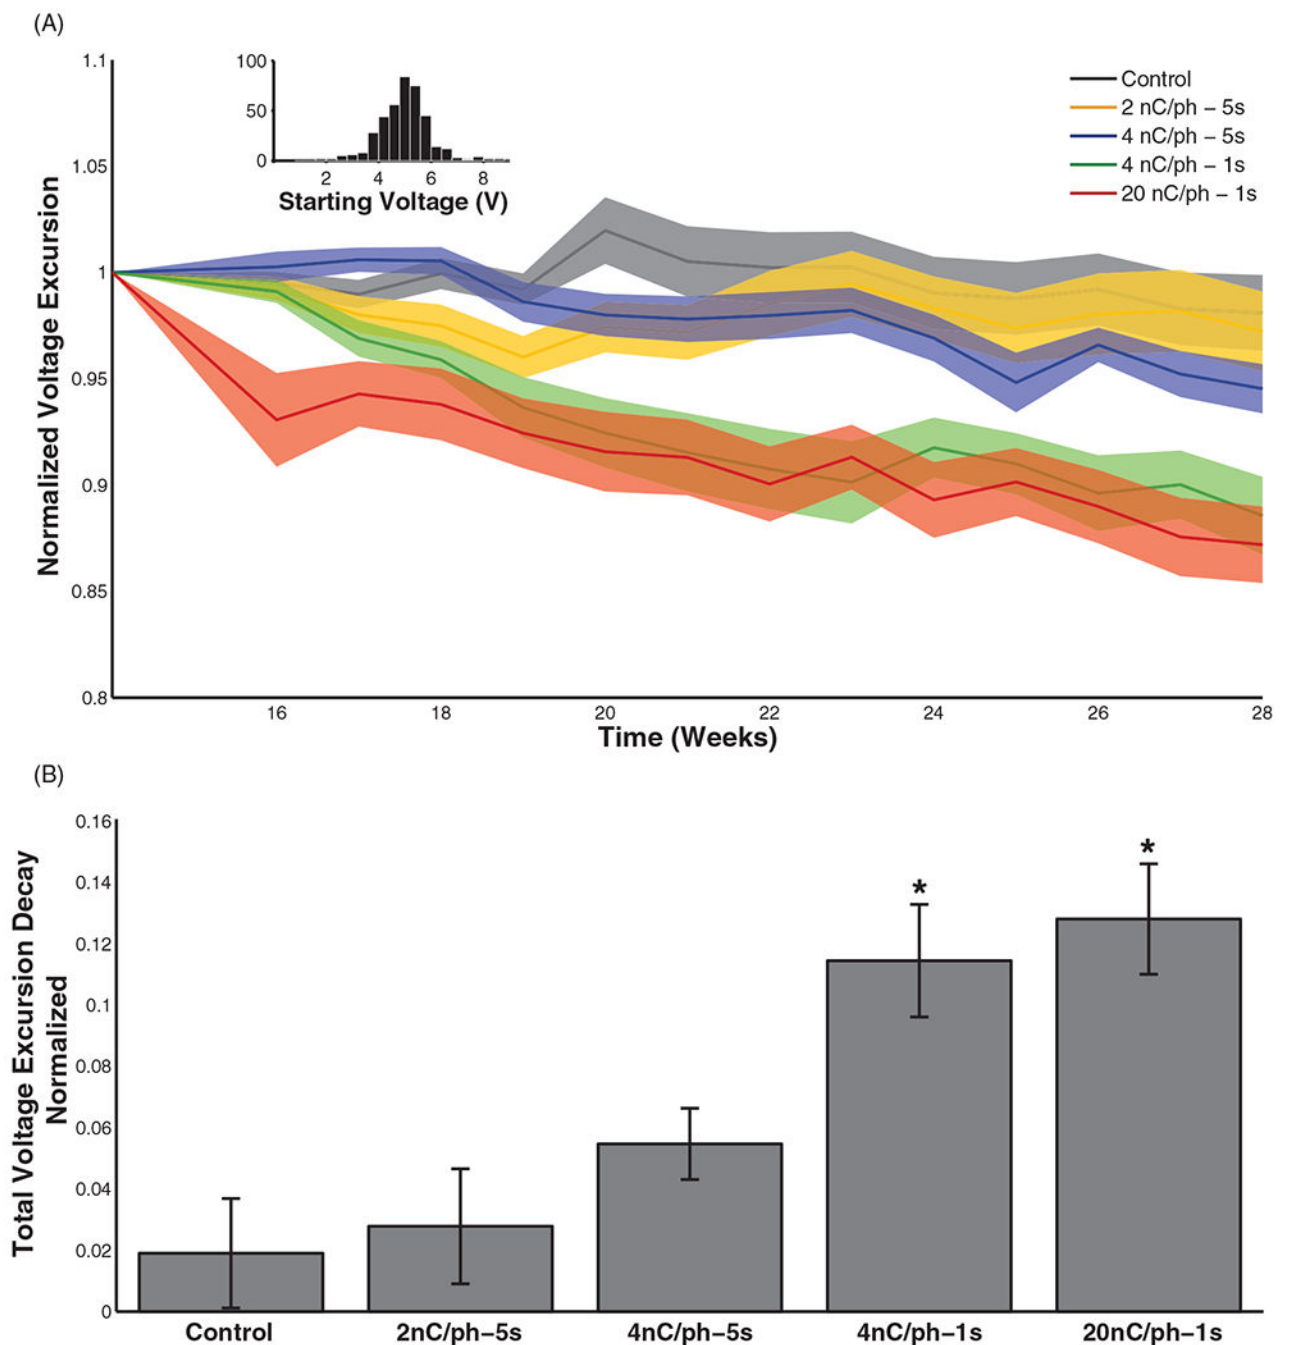 (A)
1.1
1.05
1
0.95
0.9
0.85
0.8
Normalized Voltage Excursion
100
50
0
2 4 6 8
Starting Voltage (V)
Control
2 nC/ph – 5s
4 nC/ph – 5s
4 nC/ph – 1s
20 nC/ph – 1s
16 18 20 22 24 26 28
Time (Weeks)
(B)
0.16
0.14
0.12
0.1
0.08
0.06
0.04
0.02
0
Total Voltage Excursion Decay
Normalized
*
*
Control 2nC/ph–5s 4nC/ph–5s 4nC/ph–1s 20nC/ph–1s